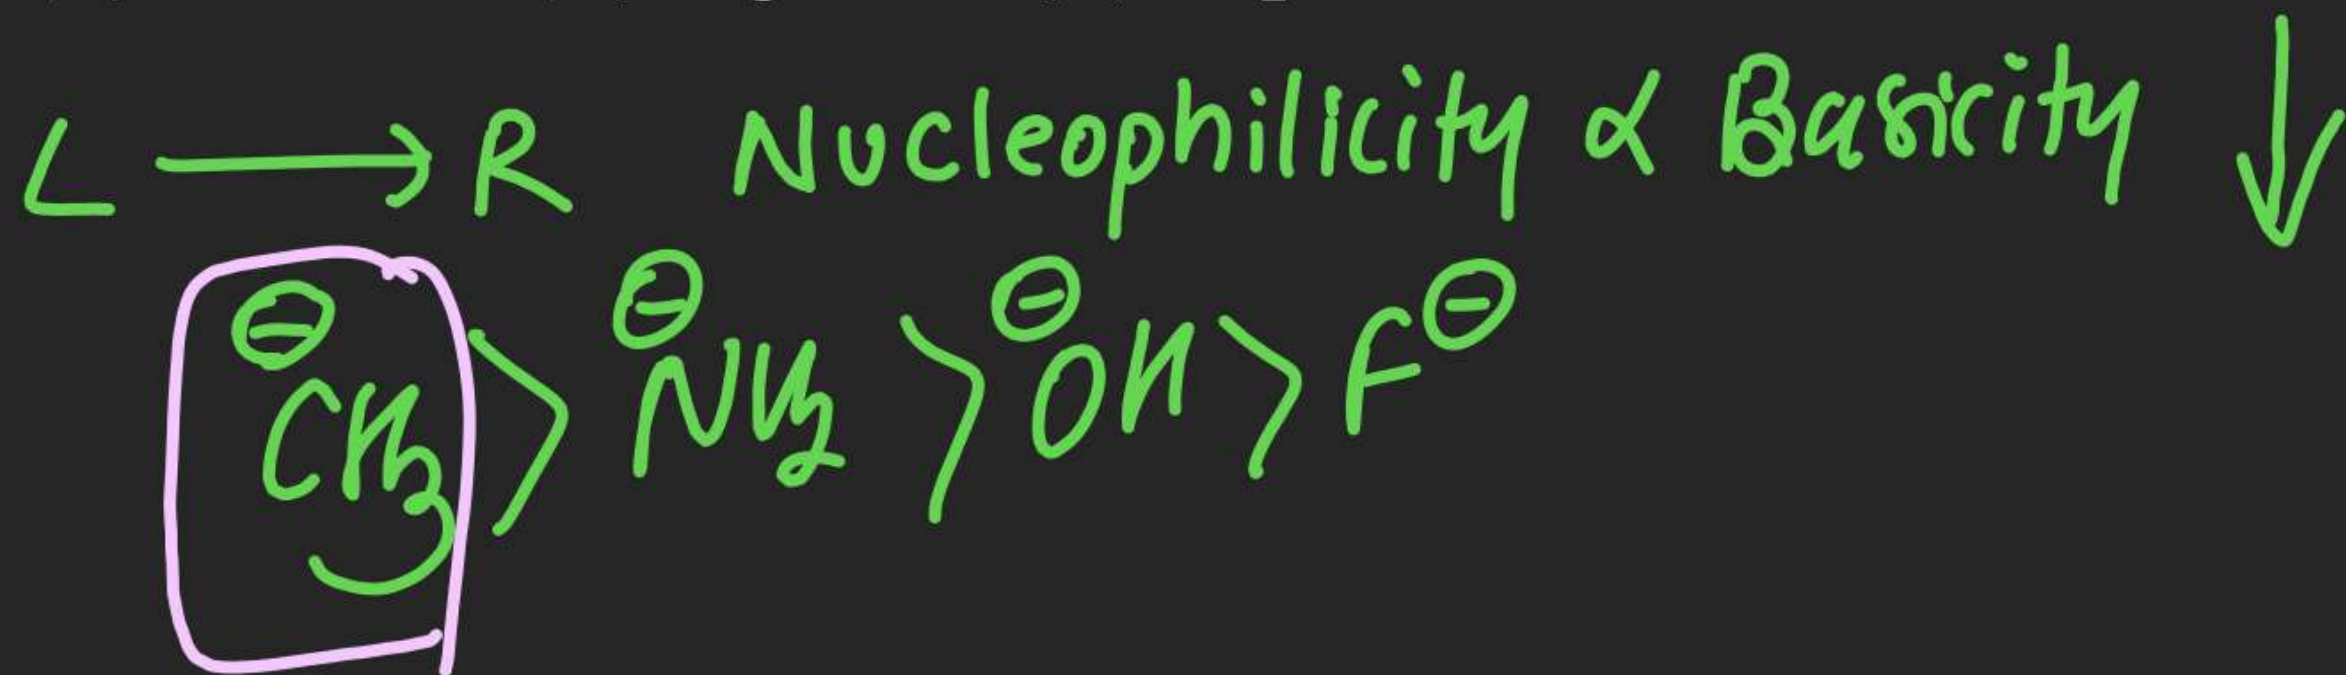 L → R Nucleophilicity ∝ Basicity ↓
⊖CH₃ > ⊖NH₂ > ⊖OH > F⊖